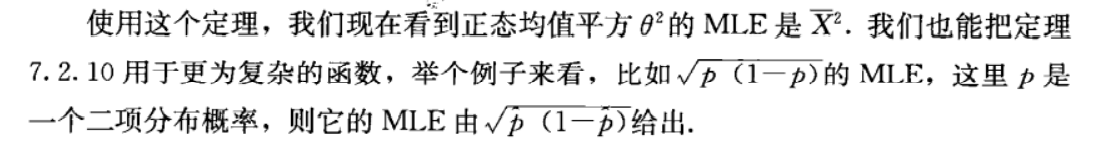 使用这个定理，我们现在看到正态均值平方 θ² 的 MLE 是 X̄². 我们也能把定理
7.2.10 用于更为复杂的函数，举个例子来看，比如√p（1－p）的 MLE，这里 p 是
一个二项分布概率，则它的 MLE 由√p̂（1－p̂）给出.